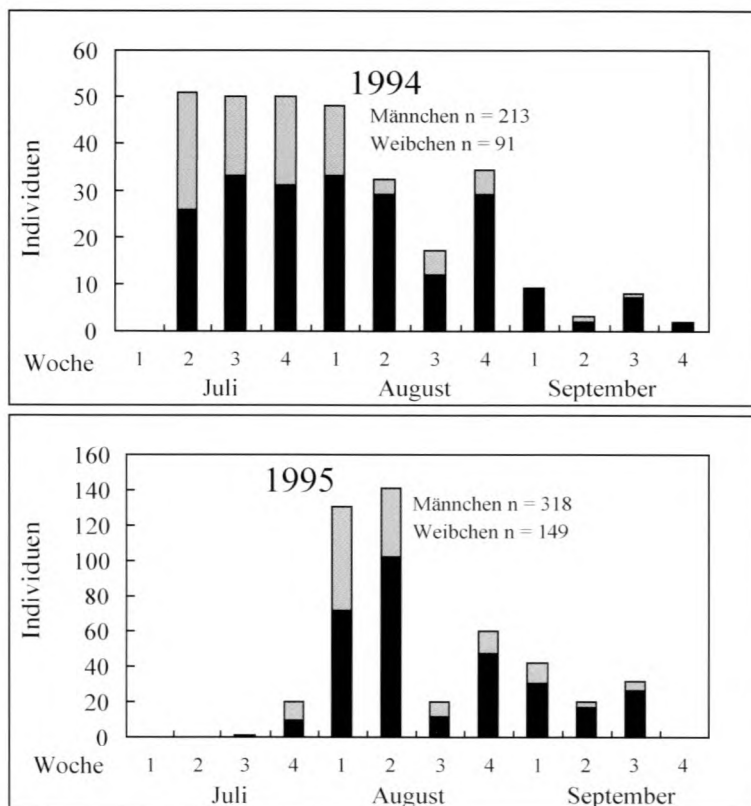 60
1994
50
Männchen n = 213
Weibchen n = 91
40
Individuen
30
20
10
0
Woche 1 2 3 4 1 2 3 4 1 2 3 4
Juli August September
160
1995
140
Männchen n = 318
Weibchen n = 149
120
100
Individuen
80
60
40
20
0
Woche 1 2 3 4 1 2 3 4 1 2 3 4
Juli August September